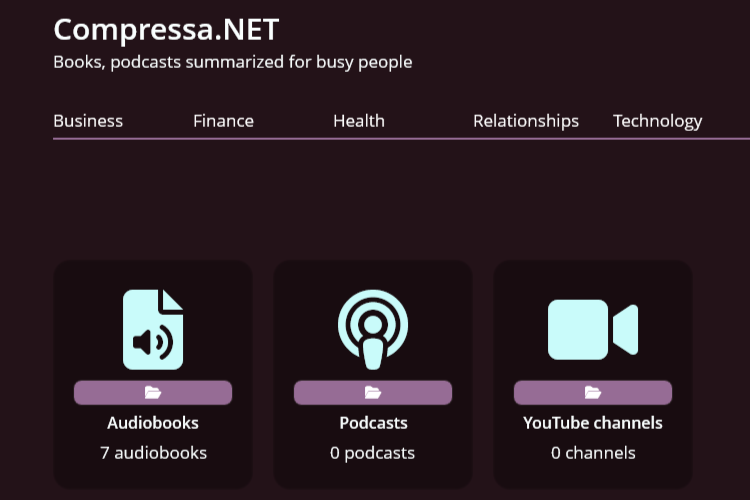 Compressa.NET
Books, podcasts summarized for busy people
Business Finance Health Relationships Technology
Audiobooks Podcasts YouTube channels
7 audiobooks 0 podcasts 0 channels